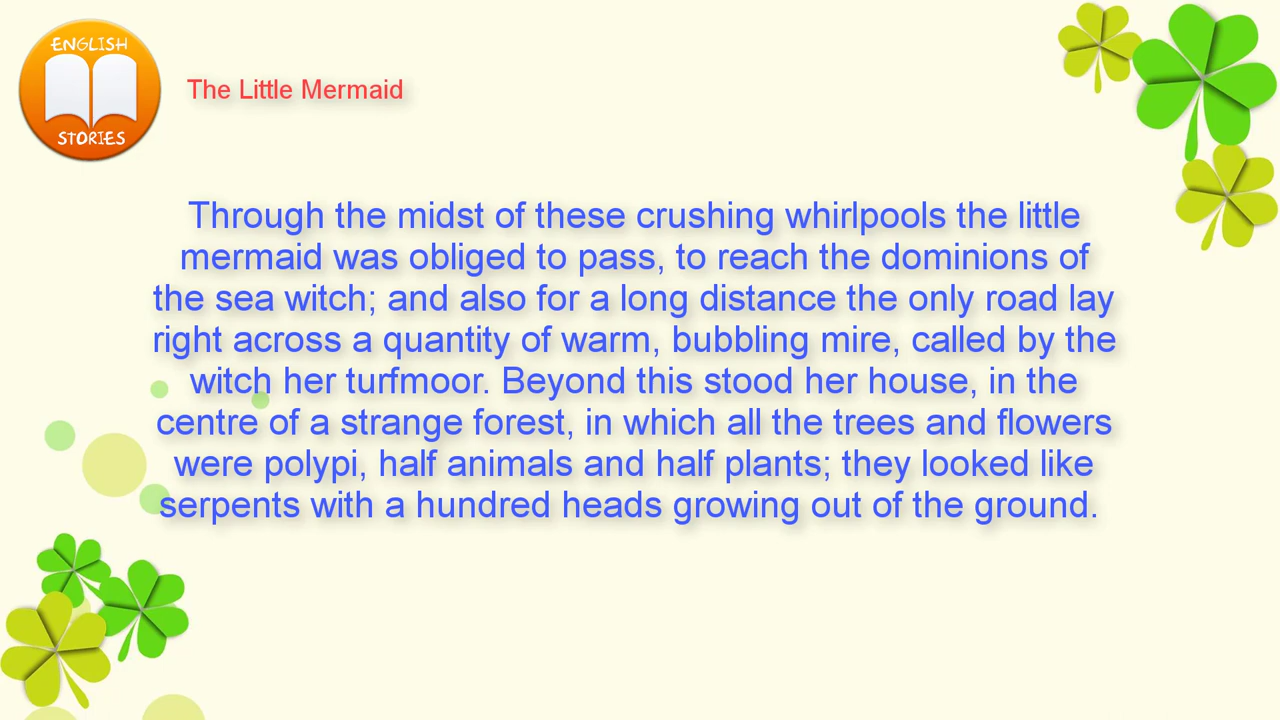 ENGLISH
STORIES
The Little Mermaid
Through the midst of these crushing whirlpools the little
mermaid was obliged to pass, to reach the dominions of
the sea witch; and also for a long distance the only road lay
right across a quantity of warm, bubbling mire, called by the
witch her turfmoor. Beyond this stood her house, in the
centre of a strange forest, in which all the trees and flowers
were polypi, half animals and half plants; they looked like
serpents with a hundred heads growing out of the ground.